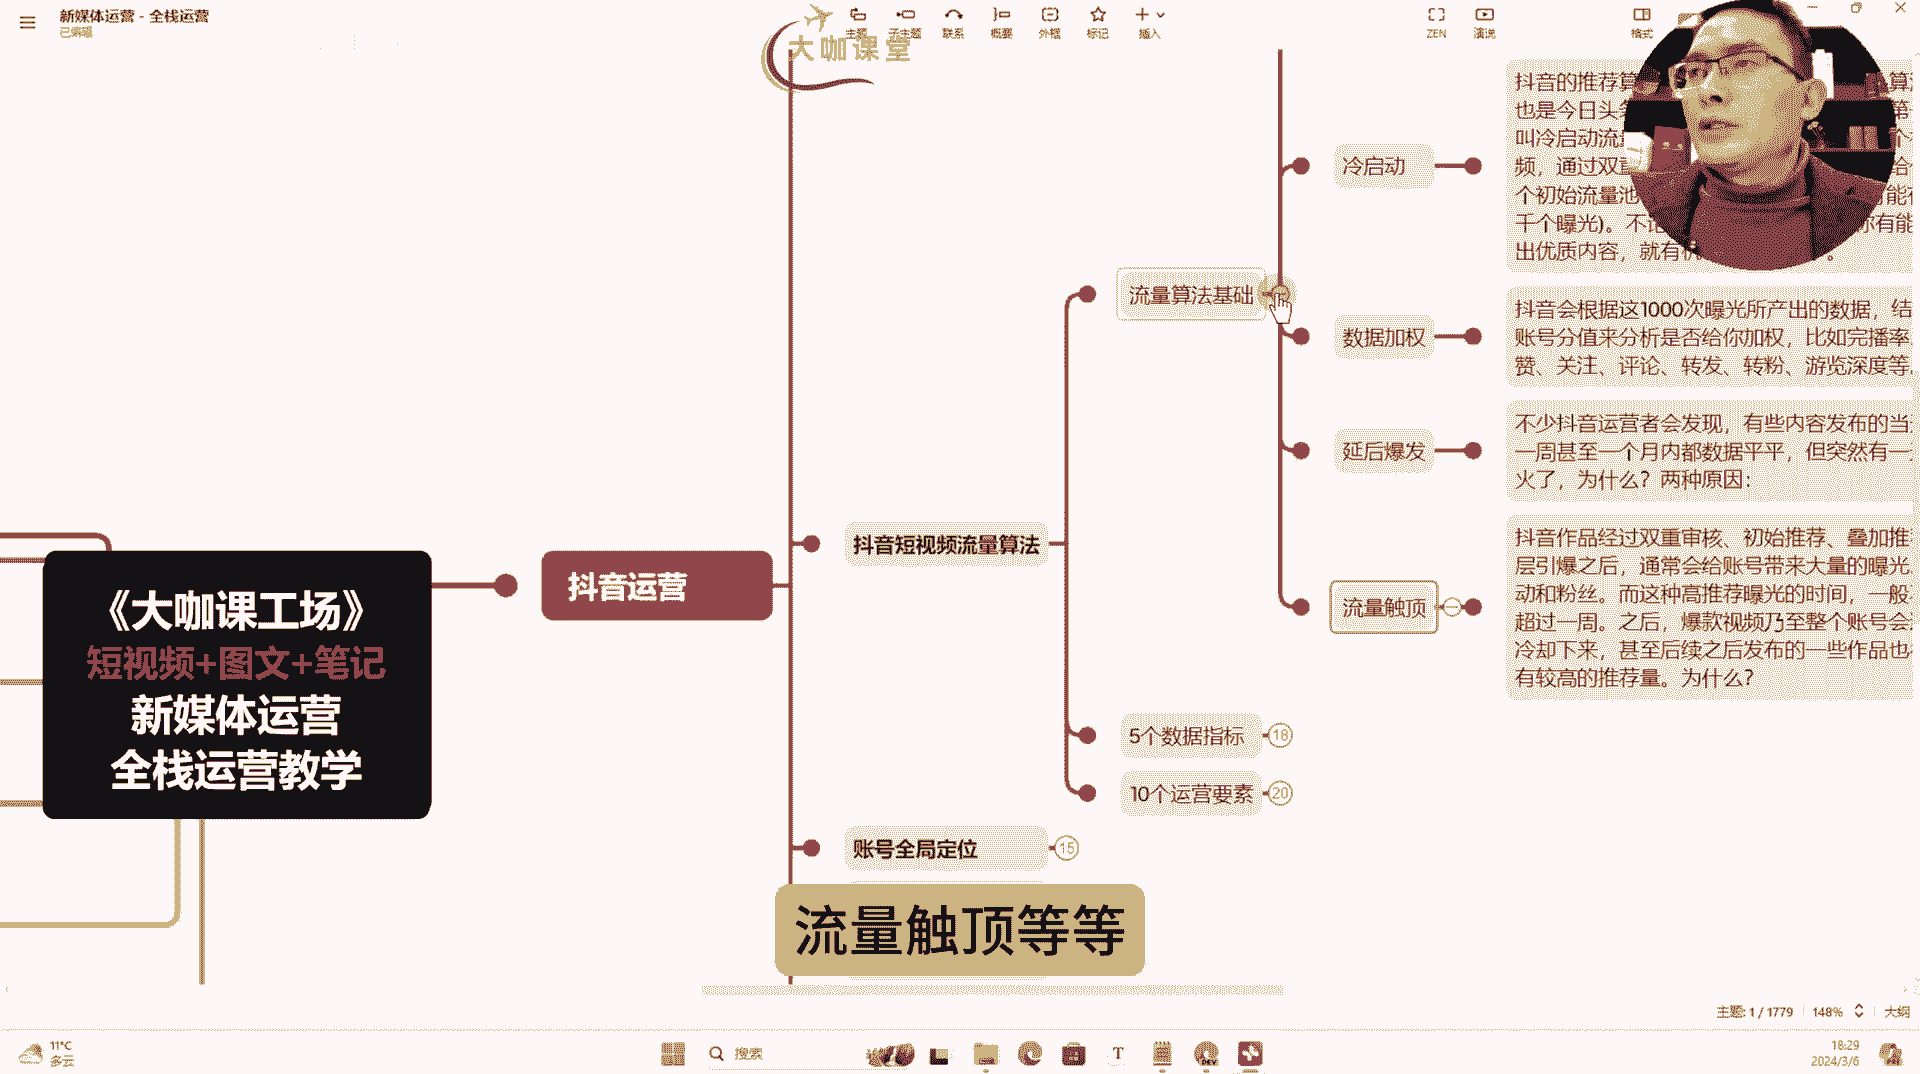 新媒体运营 - 全栈运营
已编辑
主题
子主题
联系
概要
外框
标记
插入
ZEN
演说
格式
大咖课堂
抖音的推荐算
也是今日头
叫冷启动流
频，通过双重
个初始流量池
千个曝光)。不论
你有能
出优质内容，就有机
冷启动
流量算法基础
抖音会根据这1000次曝光所产出的数据，结
账号分值来分析是否给你加权，比如完播率
赞、关注、评论、转发、转粉、游览深度等
数据加权
不少抖音运营者会发现，有些内容发布的当
一周甚至一个月内都数据平平，但突然有一
火了，为什么？两种原因：
延后爆发
抖音作品经过双重审核、初始推荐、叠加推
层引爆之后，通常会给账号带来大量的曝光、
动和粉丝。而这种高推荐曝光的时间，一般
超过一周。之后，爆款视频乃至整个账号会
冷却下来，甚至后续之后发布的一些作品也
有较高的推荐量。为什么？
流量触顶
抖音短视频流量算法
抖音运营
《大咖课工场》
短视频+图文+笔记
新媒体运营
全栈运营教学
5个数据指标
18
10个运营要素
20
账号全局定位
15
流量触顶等等
主题: 1 / 1779
148%
大纲
11°C
多云
搜索
18:29
2024/3/6